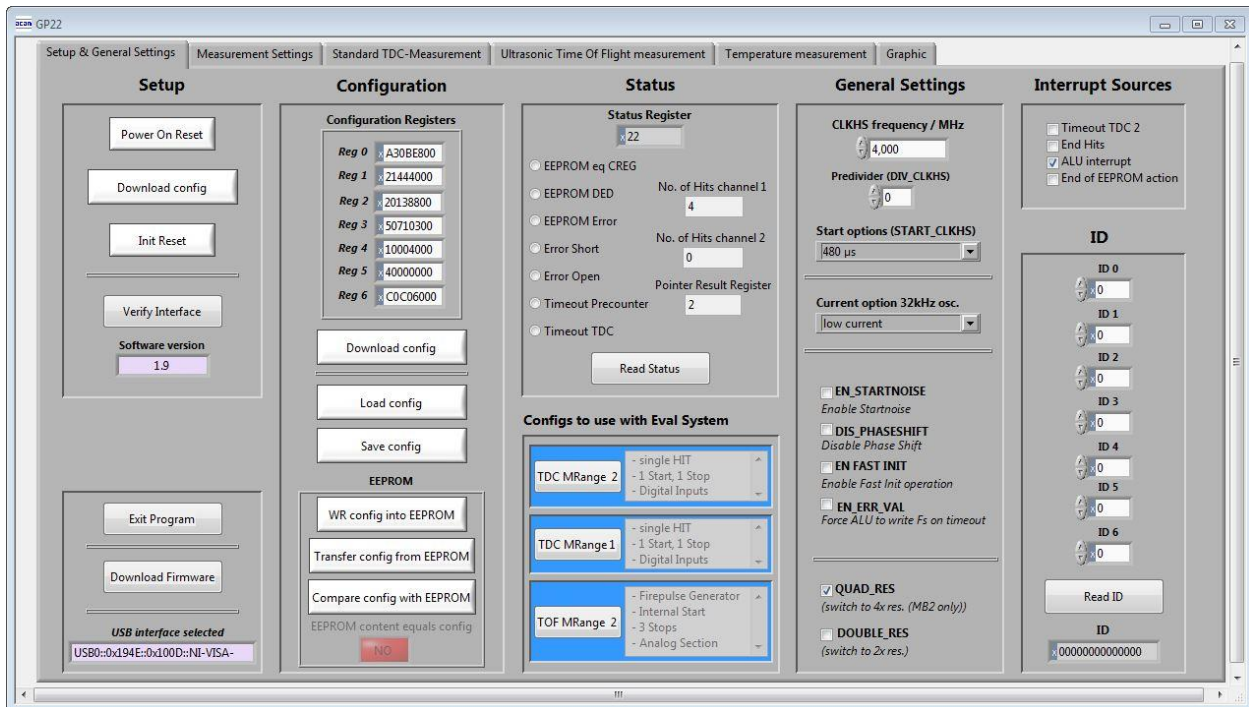 acan GP22
Setup & General Settings
Measurement Settings
Standard TDC-Measurement
Ultrasonic Time Of Flight measurement
Temperature measurement
Graphic
Setup
Power On Reset
Download config
Init Reset
Verify Interface
Software version
1.9
Exit Program
Download Firmware
USB interface selected
USB0::0x194E::0x100D::NI-VISA-
Configuration
Configuration Registers
Reg 0 x A30BE800
Reg 1 x 21444000
Reg 2 x 20138800
Reg 3 x 50710300
Reg 4 x 10004000
Reg 5 x 40000000
Reg 6 x C0C06000
Download config
Load config
Save config
EEPROM
WR config into EEPROM
Transfer config from EEPROM
Compare config with EEPROM
EEPROM content equals config
NO
Status
Status Register
x 22
EEPROM eq CREG
EEPROM DED
EEPROM Error
Error Short
Error Open
Timeout Precounter
Timeout TDC
No. of Hits channel 1
4
No. of Hits channel 2
0
Pointer Result Register
2
Read Status
Configs to use with Eval System
TDC MRange 2
- single HIT
- 1 Start, 1 Stop
- Digital Inputs
TDC MRange 1
- single HIT
- 1 Start, 1 Stop
- Digital Inputs
TOF MRange 2
- Firepulse Generator
- Internal Start
- 3 Stops
- Analog Section
General Settings
CLKHS frequency / MHz
4,000
Predivider (DIV_CLKHS)
0
Start options (START_CLKHS)
480 µs
Current option 32kHz osc.
low current
EN_STARTNOISE
Enable Startnoise
DIS_PHASESHIFT
Disable Phase Shift
EN FAST INIT
Enable Fast Init operation
EN_ERR_VAL
Force ALU to write Fs on timeout
QUAD_RES
(switch to 4x res. (MB2 only))
DOUBLE_RES
(switch to 2x res.)
Interrupt Sources
Timeout TDC 2
End Hits
ALU interrupt
End of EEPROM action
ID
ID 0
x 0
ID 1
x 0
ID 2
x 0
ID 3
x 0
ID 4
x 0
ID 5
x 0
ID 6
x 0
Read ID
ID
x 00000000000000